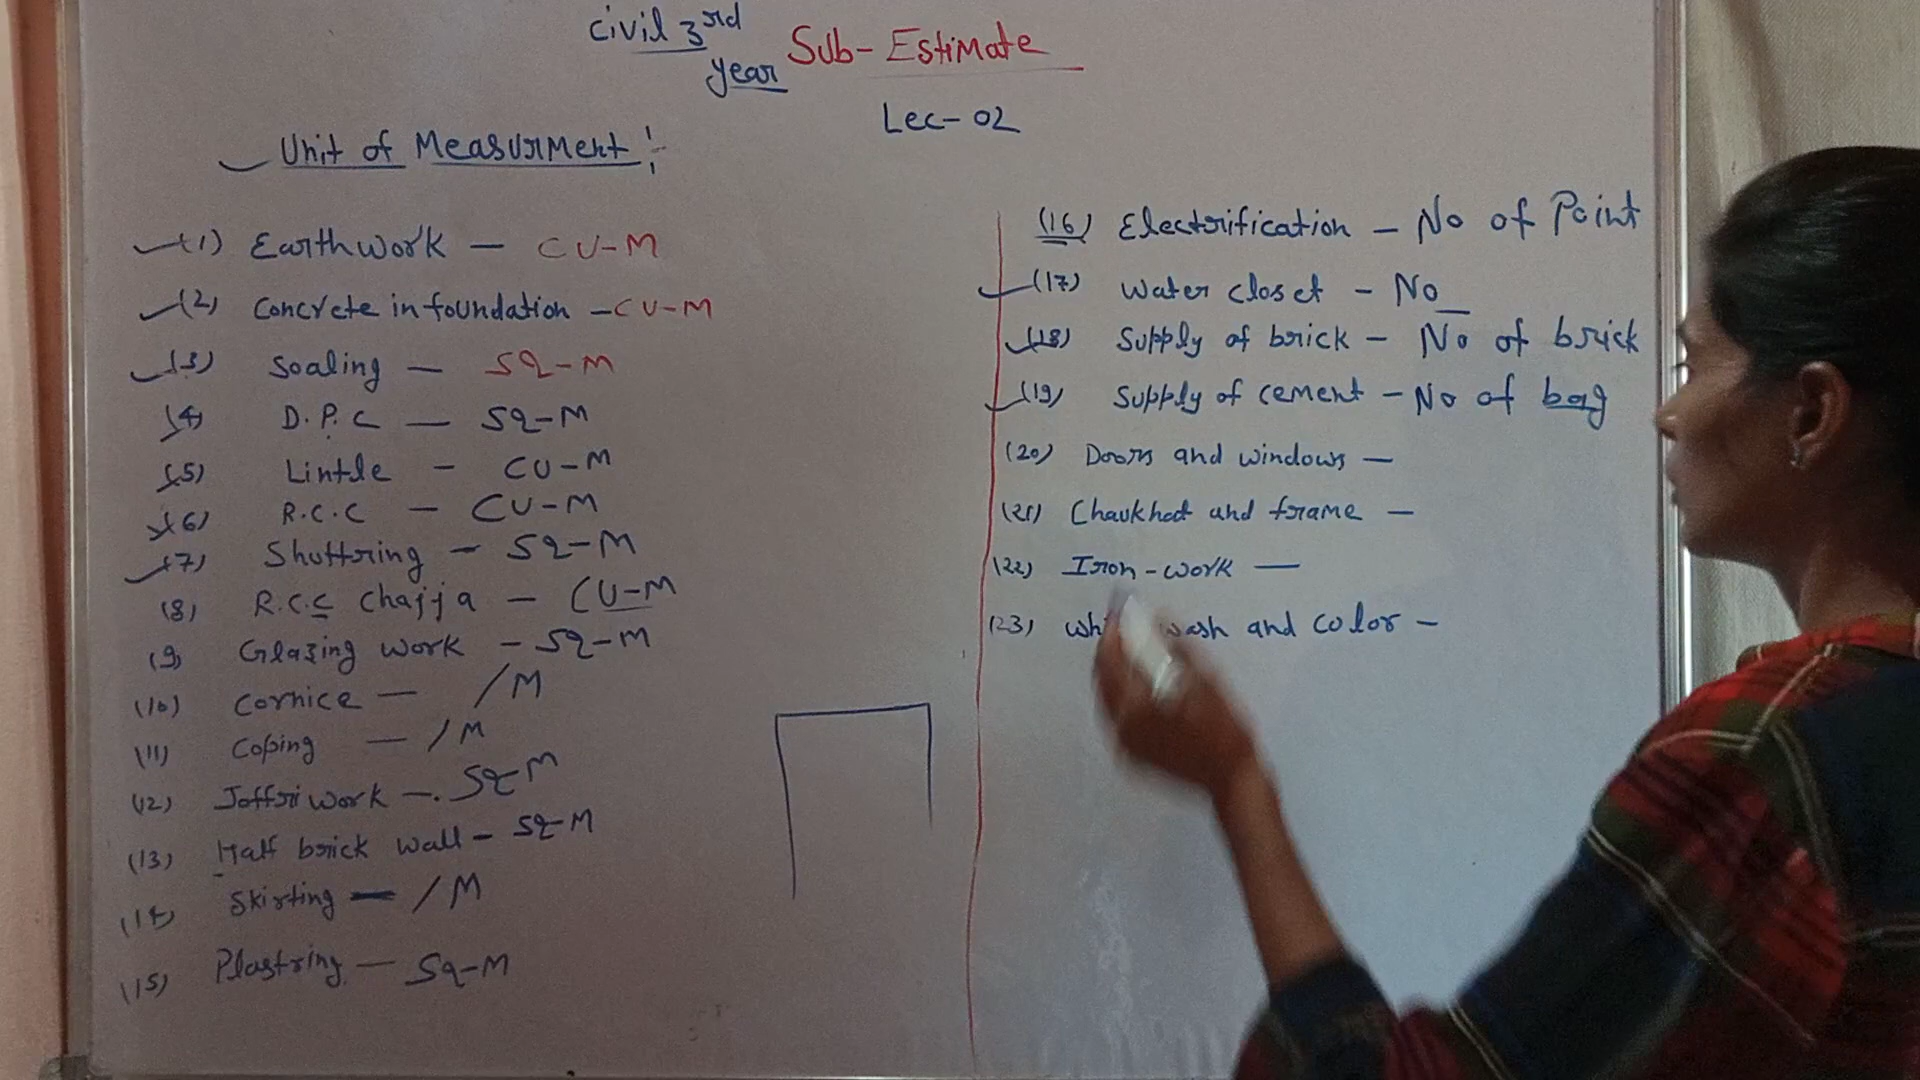 Civil 3rd year
Sub- Estimate
Lec- 02
Unit of Measurment :
(1) Earthwork - CU-M
(2) Concrete in foundation - CU-M
(3) Soaling - SQ-M
(4) D.P.C - SQ-M
(5) Lintle - CU-M
(6) R.C.C - CU-M
(7) Shuttring - SQ-M
(8) R.C.C Chajja - CU-M
(9) Glazing work - SQ-M
(10) Cornice - /M
(11) Coping - /M
(12) Joffri work - SQ-M
(13) Half brick wall - SQ-M
(14) Skirting - /M
(15) Plastring - SQ-M
(16) Electrification - No of Point
(17) Water closet - No
(18) Supply of brick - No of brick
(19) Supply of cement - No of bag
(20) Doors and windows -
(21) Chaukhat and frame -
(22) Iron-work -
(23) wash and color -